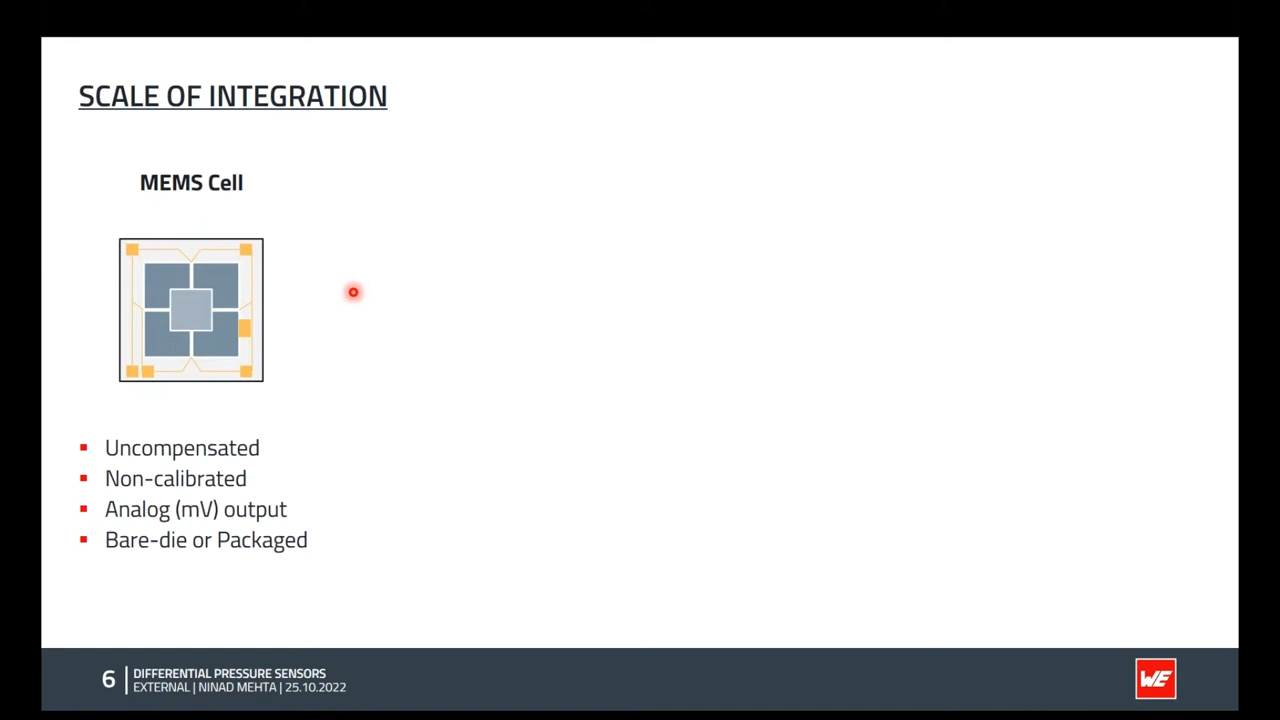 SCALE OF INTEGRATION
MEMS Cell
Uncompensated
Non-calibrated
Analog (mV) output
Bare-die or Packaged
6
DIFFERENTIAL PRESSURE SENSORS
EXTERNAL | NINAD MEHTA | 25.10.2022
WE